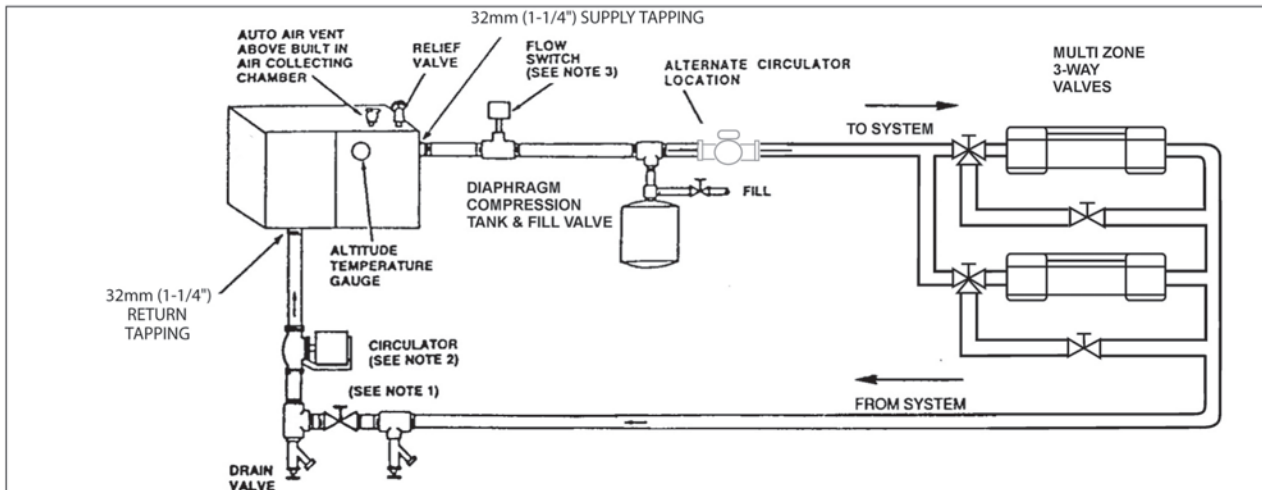 32mm (1-1/4") SUPPLY TAPPING
AUTO AIR VENT
ABOVE BUILT IN
AIR COLLECTING
CHAMBER
RELIEF
VALVE
FLOW
SWITCH
(SEE NOTE 3)
ALTERNATE CIRCULATOR
LOCATION
MULTI ZONE
3-WAY
VALVES
TO SYSTEM
DIAPHRAGM
COMPRESSION
TANK & FILL VALVE
FILL
ALTITUDE
TEMPERATURE
GAUGE
32mm (1-1/4")
RETURN
TAPPING
CIRCULATOR
(SEE NOTE 2)
(SEE NOTE 1)
FROM SYSTEM
DRAIN
VALVE